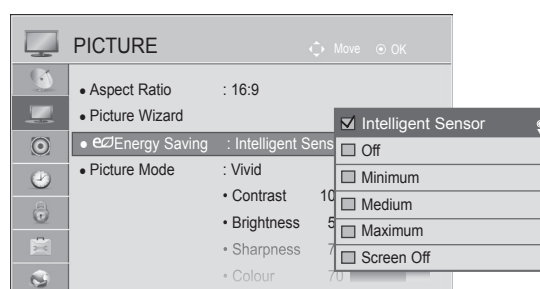 PICTURE
Move
OK
• Aspect Ratio : 16:9
• Picture Wizard
• Energy Saving : Intelligent Sens
• Picture Mode : Vivid
• Contrast 10
• Brightness 5
• Sharpness 7
• Colour 70
Intelligent Sensor
Off
Minimum
Medium
Maximum
Screen Off